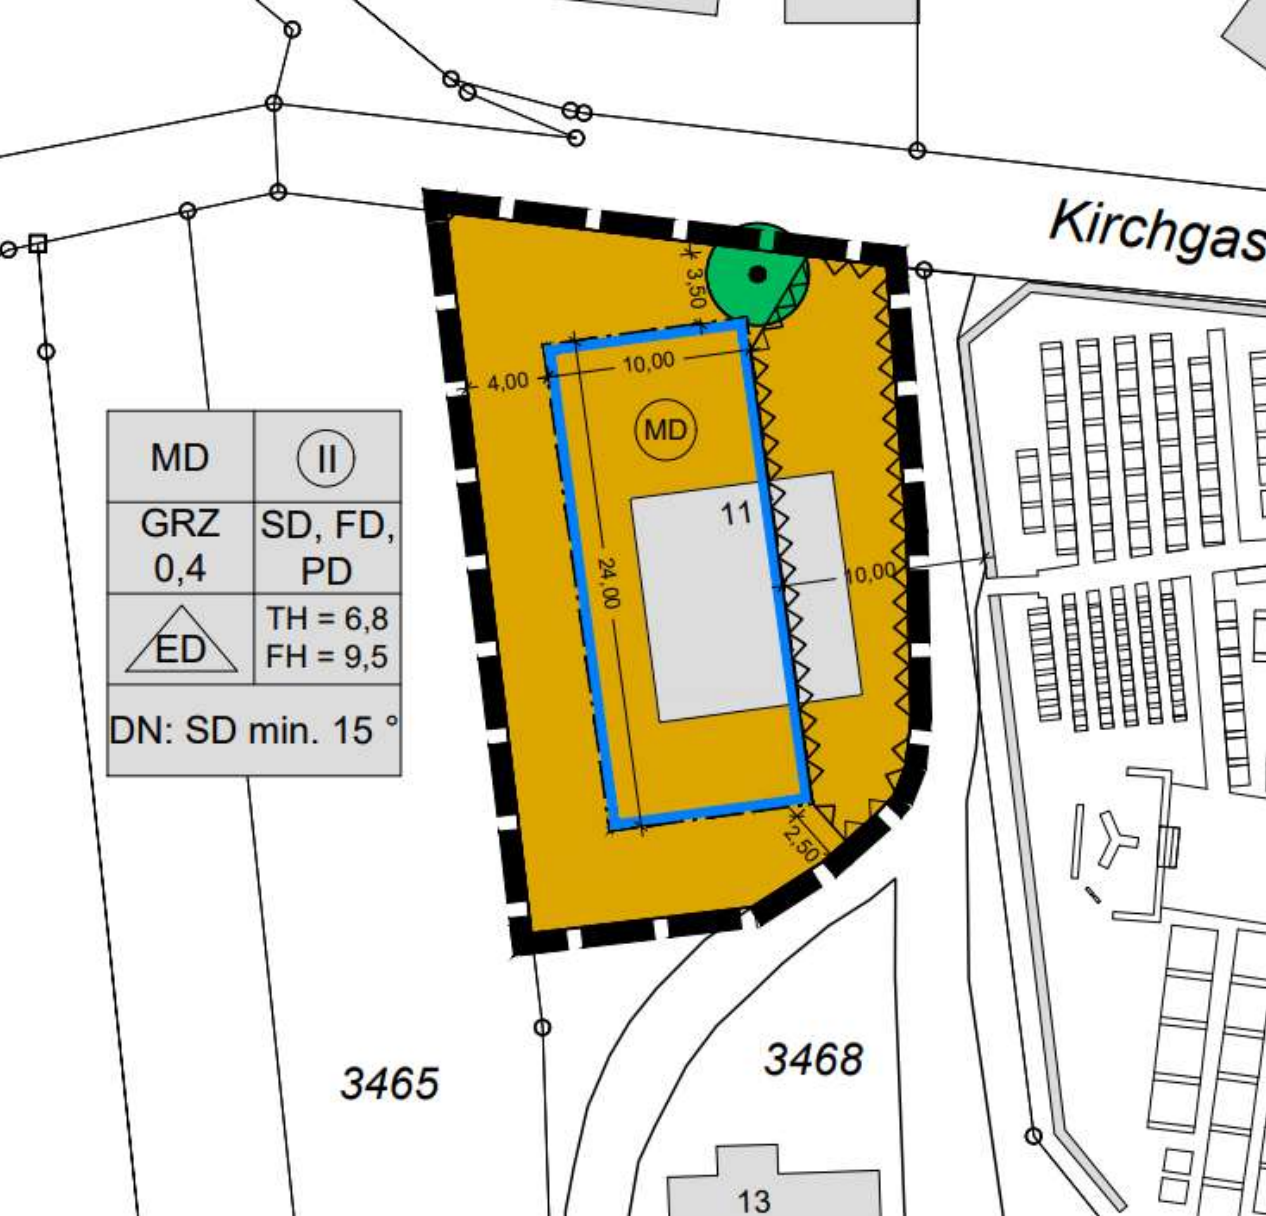 Kirchgas
3,50
10,00
4,00
MD
11
24,00
10,00
2,50
MD
II
GRZ
0,4
SD, FD,
PD
ED
TH = 6,8
FH = 9,5
DN: SD min. 15 °
3465
3468
13